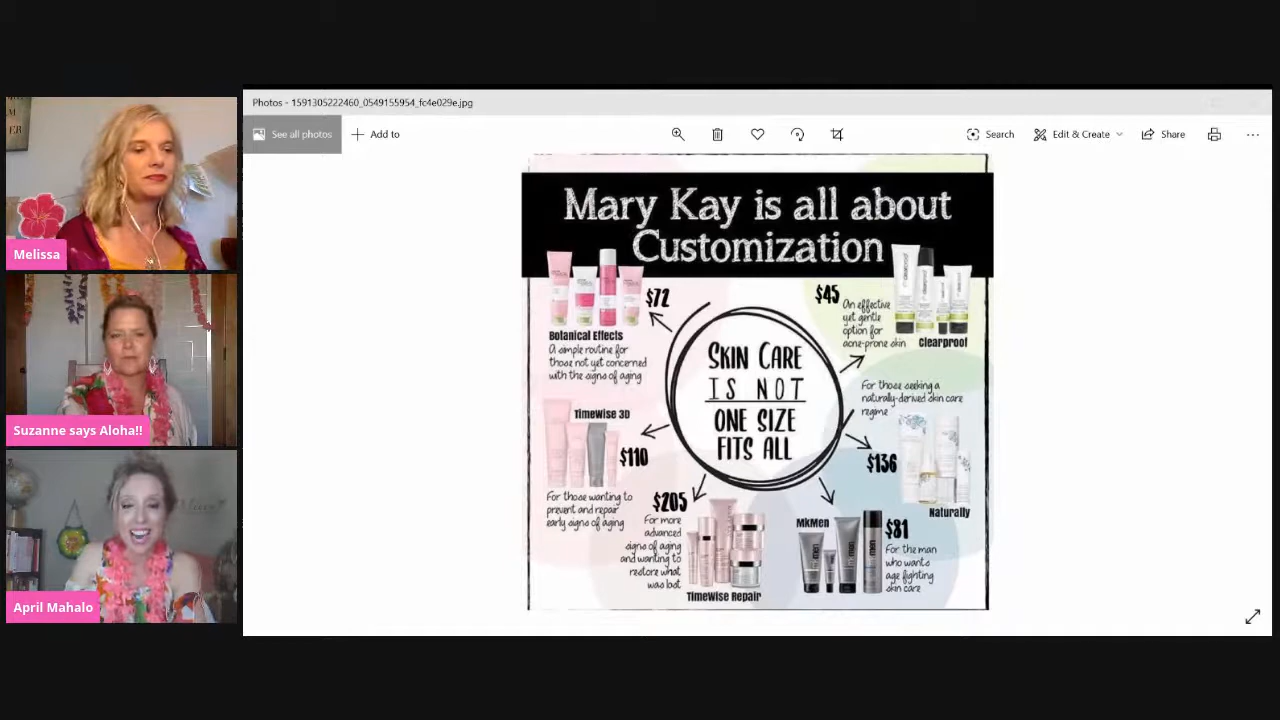 Photos - 1591305222460_0549155954_fc4e029e.jpg
See all photos
Add to
Search
Edit & Create
Share
Melissa
Suzanne says Aloha!!
April Mahalo
Mary Kay is all about
Customization
$72
Botanical Effects
A simple routine for
those not yet concerned
with the signs of aging
$45
An effective
yet gentle
option for
acne-prone skin
Clearproof
SKIN CARE
IS NOT
ONE SIZE
FITS ALL
For those seeking a
naturally-derived skin care
regime
$136
Naturally
TimeWise 3D
$110
For those wanting to
prevent and repair
early signs of aging
$205
For more
advanced
signs of aging
and wanting to
restore what
was lost
TimeWise Repair
MkMen
$81
For the man
who wants
age fighting
skin care